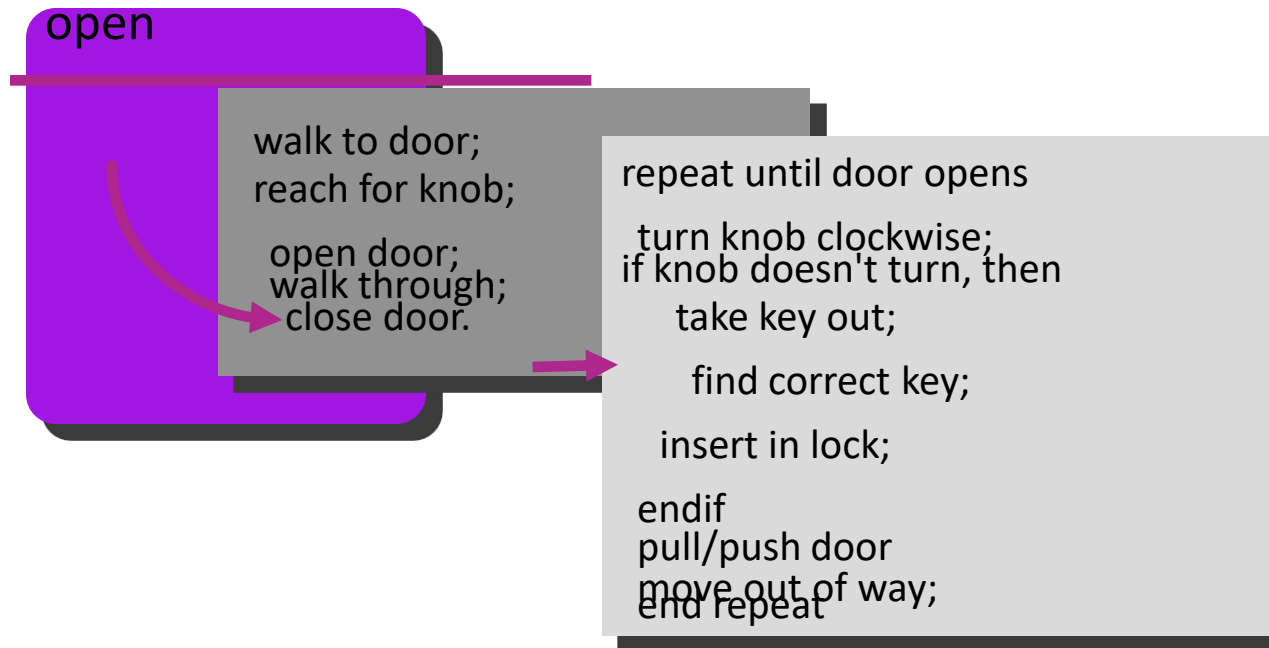 open
walk to door;
reach for knob;
open door;
walk through;
close door.
repeat until door opens
turn knob clockwise;
if knob doesn't turn, then
take key out;
find correct key;
insert in lock;
endif
pull/push door
move out of way;
end repeat